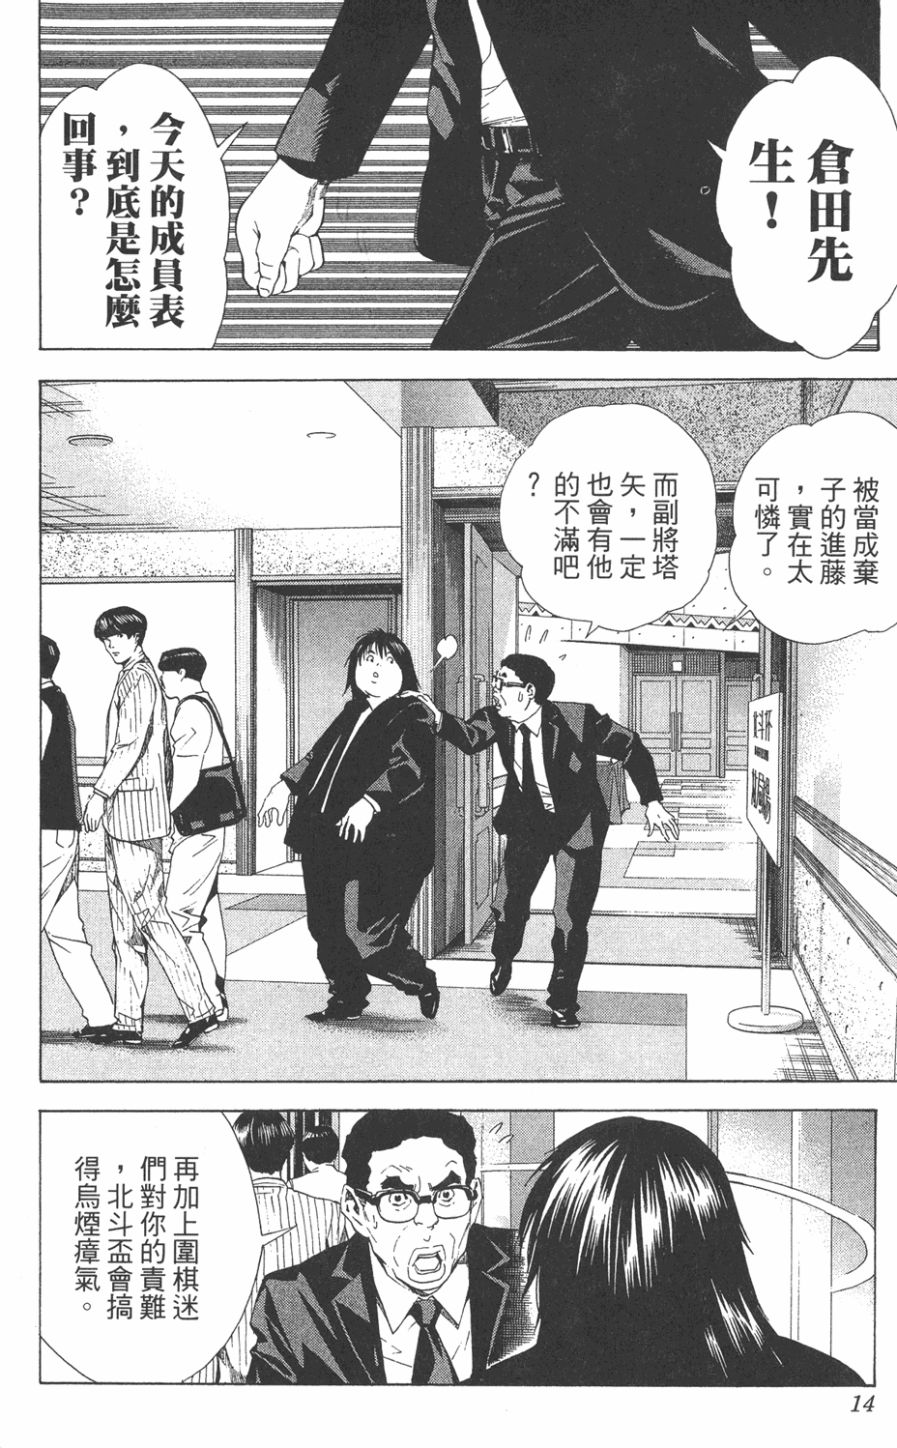 倉田先
生！
今天的成員表
，到底是怎麼
回事？
被當成棄
子的進藤
，實在太
可憐了。
而副將塔
矢，一定
也會有他
的不滿吧
？
北斗杯
再加上圍棋迷
們對你的責難
，北斗盃會搞
得烏煙瘴氣。
14